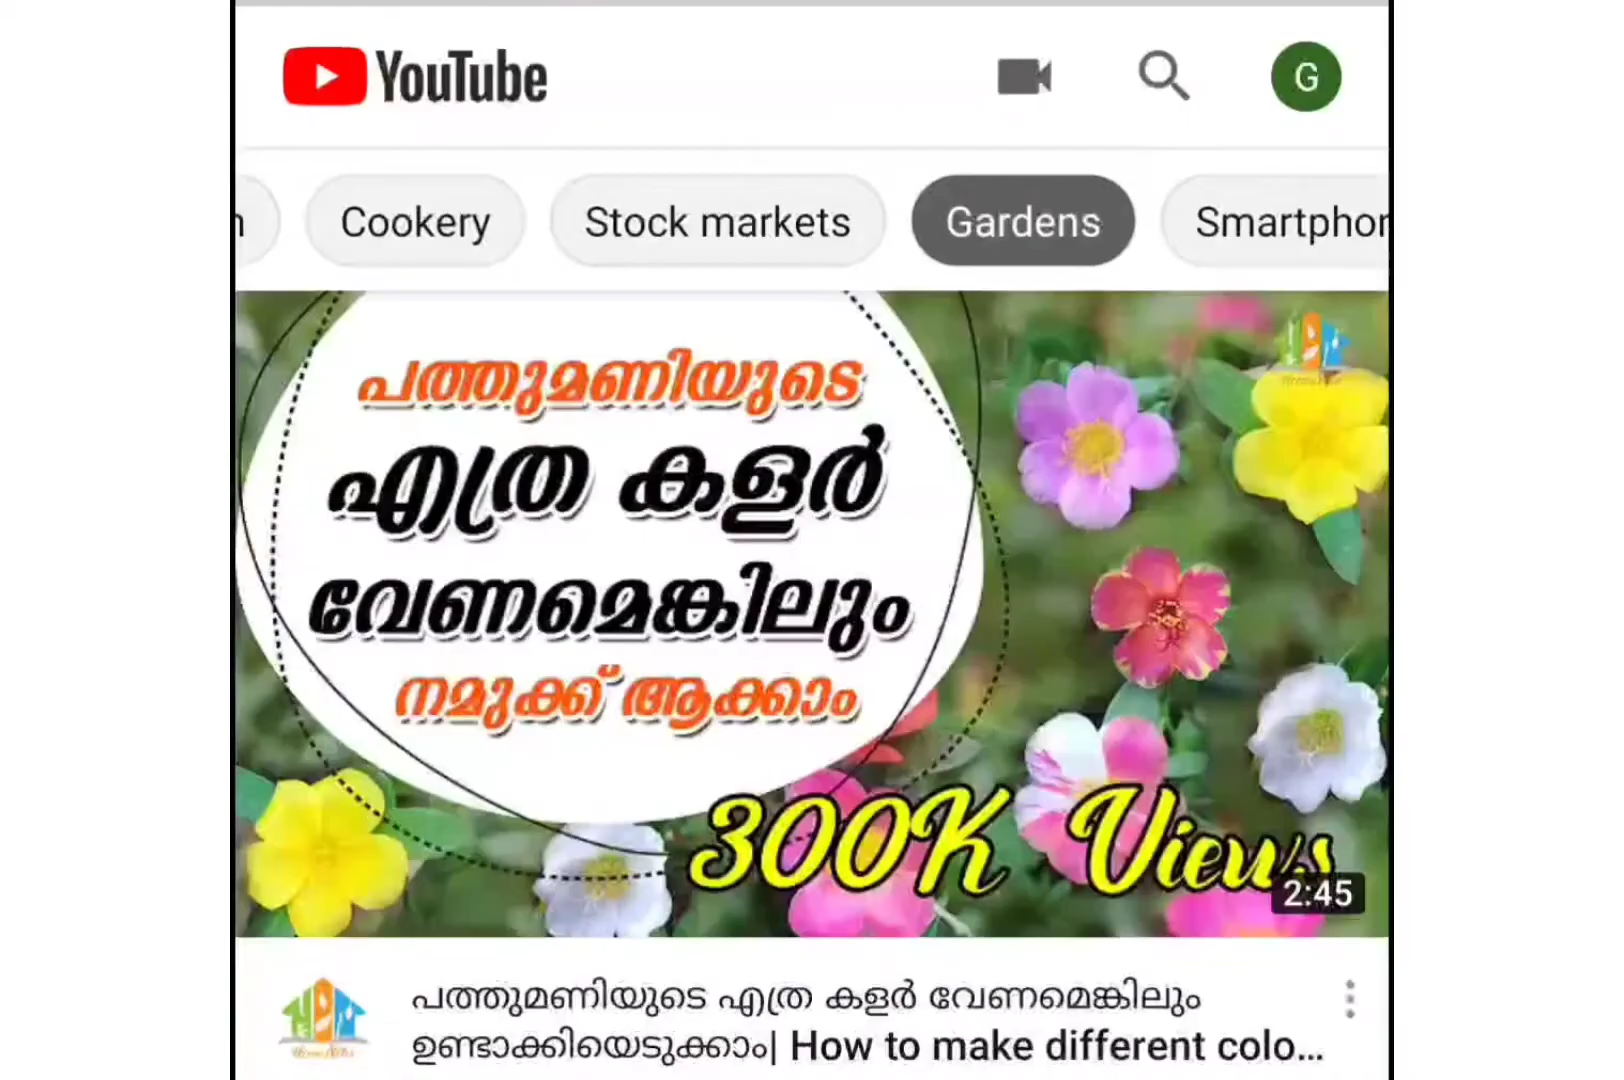 YouTube
G
Cookery
Stock markets
Gardens
Smartphor
പത്തുമണിയുടെ
എത്ര കളർ
വേണമെങ്കിലും
നമുക്ക് ആക്കാം
300K Views
2:45
പത്തുമണിയുടെ എത്ര കളർ വേണമെങ്കിലും
ഉണ്ടാക്കിയെടുക്കാം| How to make different colo...